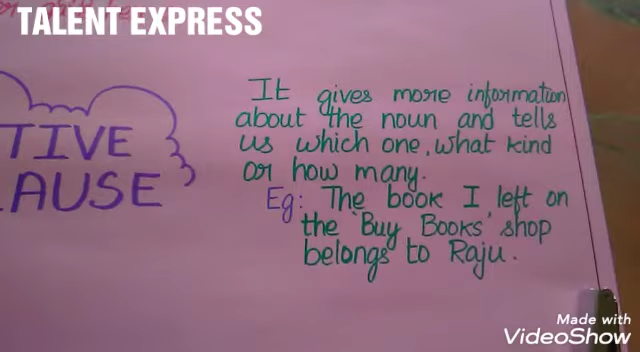 TALENT EXPRESS
TIVE
AUSE
It gives more information
about the noun and tells
us which one, what kind
or how many.
Eg: The book I left on
the 'Buy Books' shop
belongs to Raju.
Made with
VideoShow